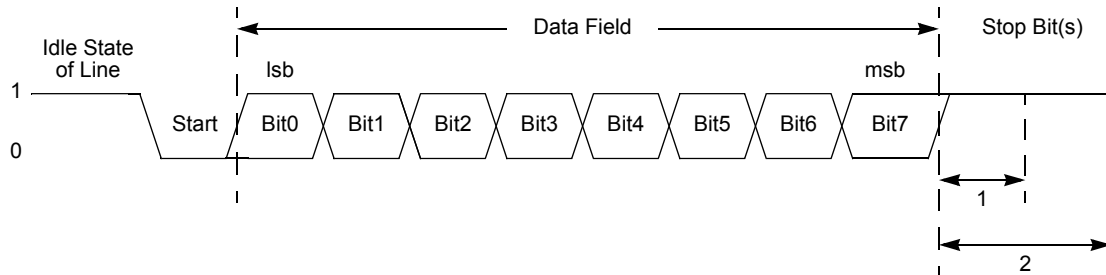 Data Field
Stop Bit(s)
Idle State
of Line
lsb
msb
1
Start
Bit0
Bit1
Bit2
Bit3
Bit4
Bit5
Bit6
Bit7
0
1
2